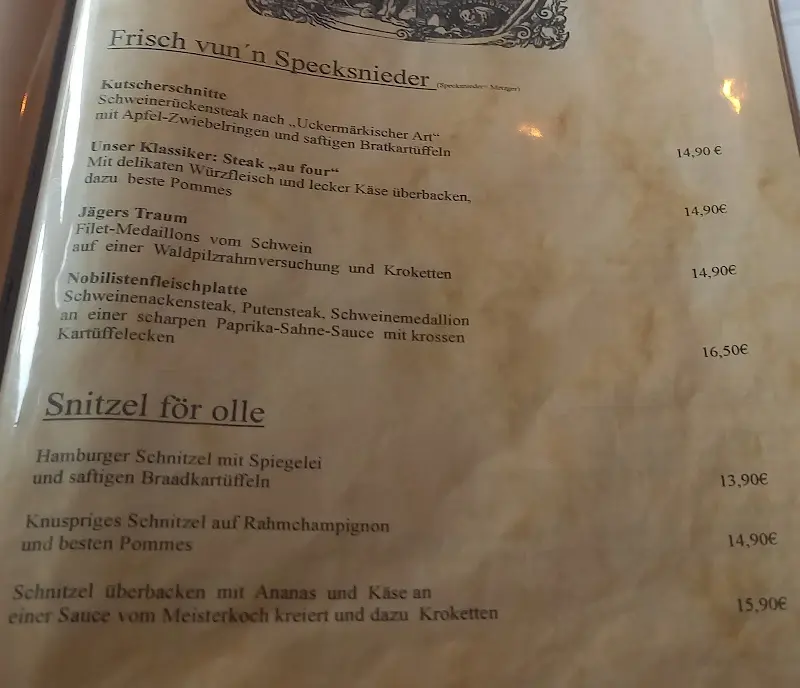 Frisch vun´n Specksnieder (Specksnieder= Metzger)
Kutscherschnitte
Schweinerückensteak nach „Uckermärkischer Art“
mit Apfel-Zwiebelringen und saftigen Bratkartüffeln
14,90 €
Unser Klassiker: Steak „au four“
Mit delikaten Würzfleisch und lecker Käse überbacken,
dazu beste Pommes
14,90€
Jägers Traum
Filet-Medaillons vom Schwein
auf einer Waldpilzrahmversuchung und Kroketten
14,90€
Nobilistenfleischplatte
Schweinenackensteak, Putensteak, Schweinemedallion
an einer scharpen Paprika-Sahne-Sauce mit krossen
Kartüffelecken
16,50€
Snitzel för olle
Hamburger Schnitzel mit Spiegelei
und saftigen Braadkartüffeln
13,90€
Knuspriges Schnitzel auf Rahmchampignon
und besten Pommes
14,90€
Schnitzel überbacken mit Ananas und Käse an
einer Sauce vom Meisterkoch kreiert und dazu Kroketten
15,90€